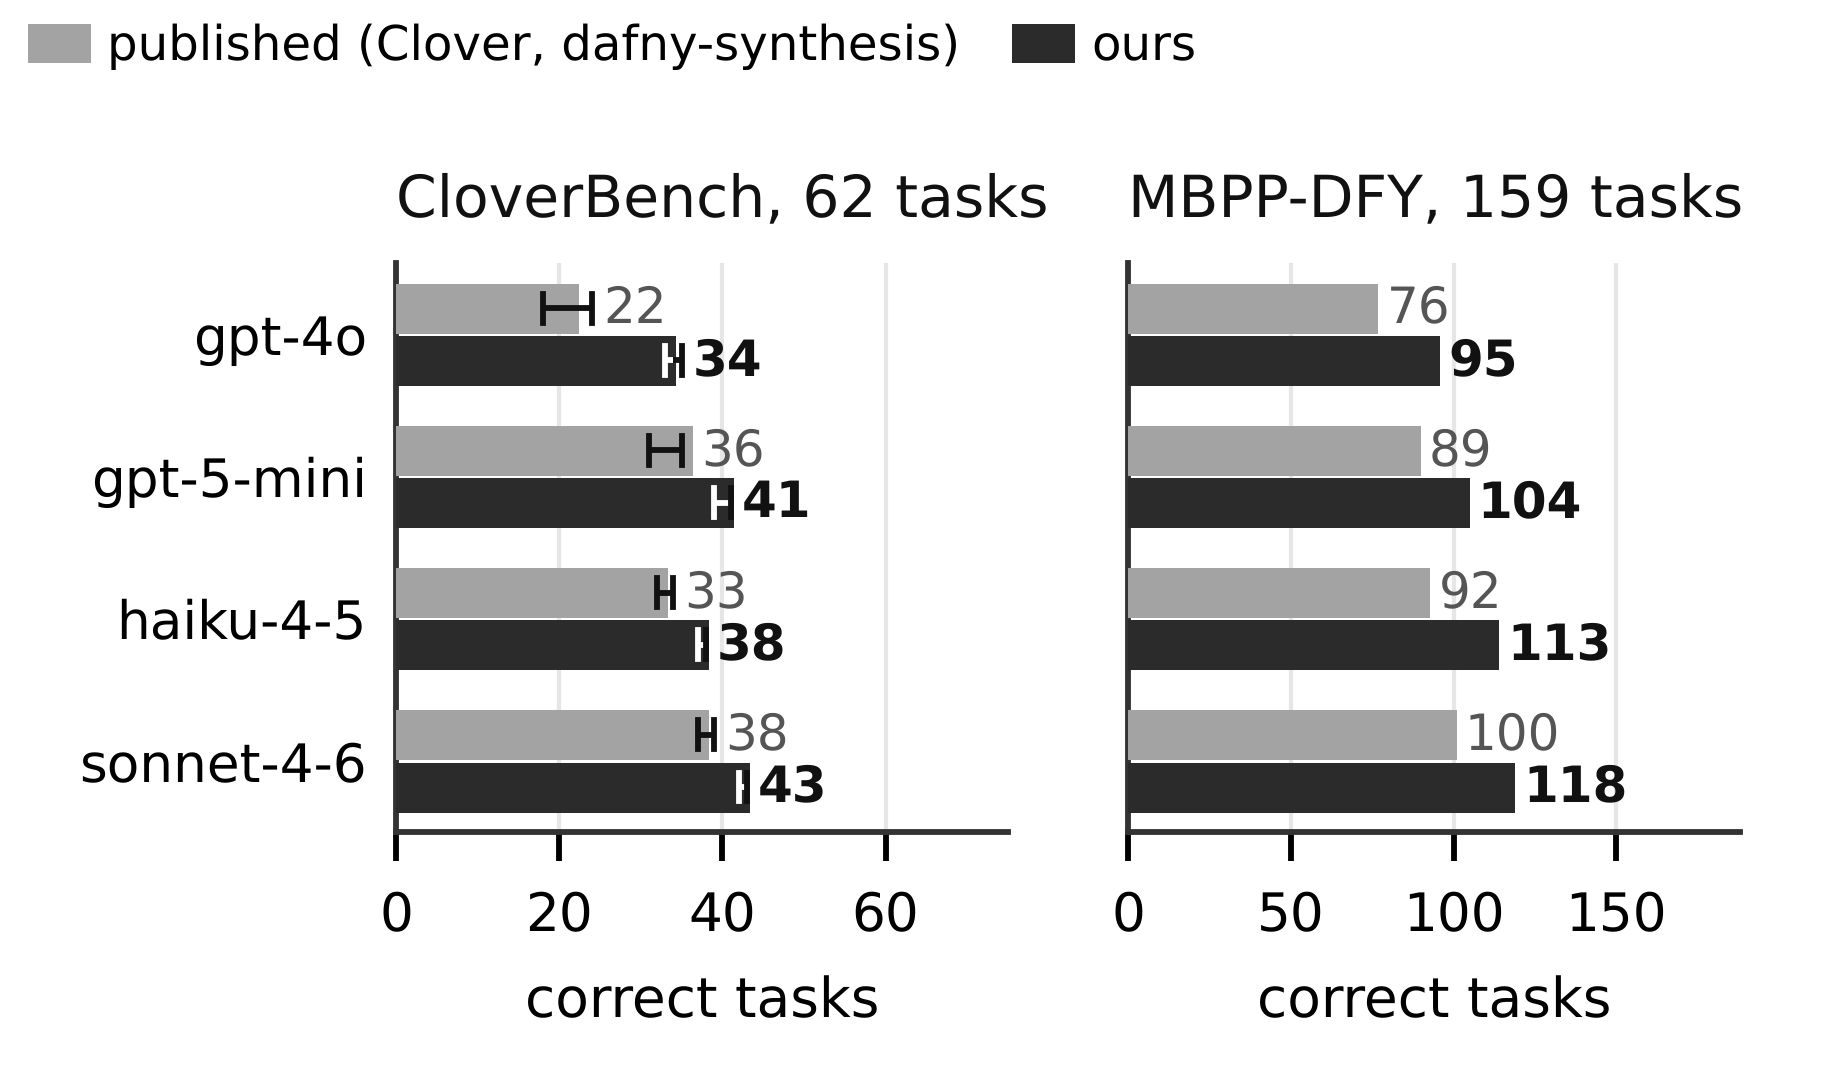 published (Clover, dafny-synthesis) ours
CloverBench, 62 tasks
gpt-4o
22
34
gpt-5-mini
36
41
haiku-4-5
33
38
sonnet-4-6
38
43
0 20 40 60
correct tasks
MBPP-DFY, 159 tasks
76
95
89
104
92
113
100
118
0 50 100 150
correct tasks